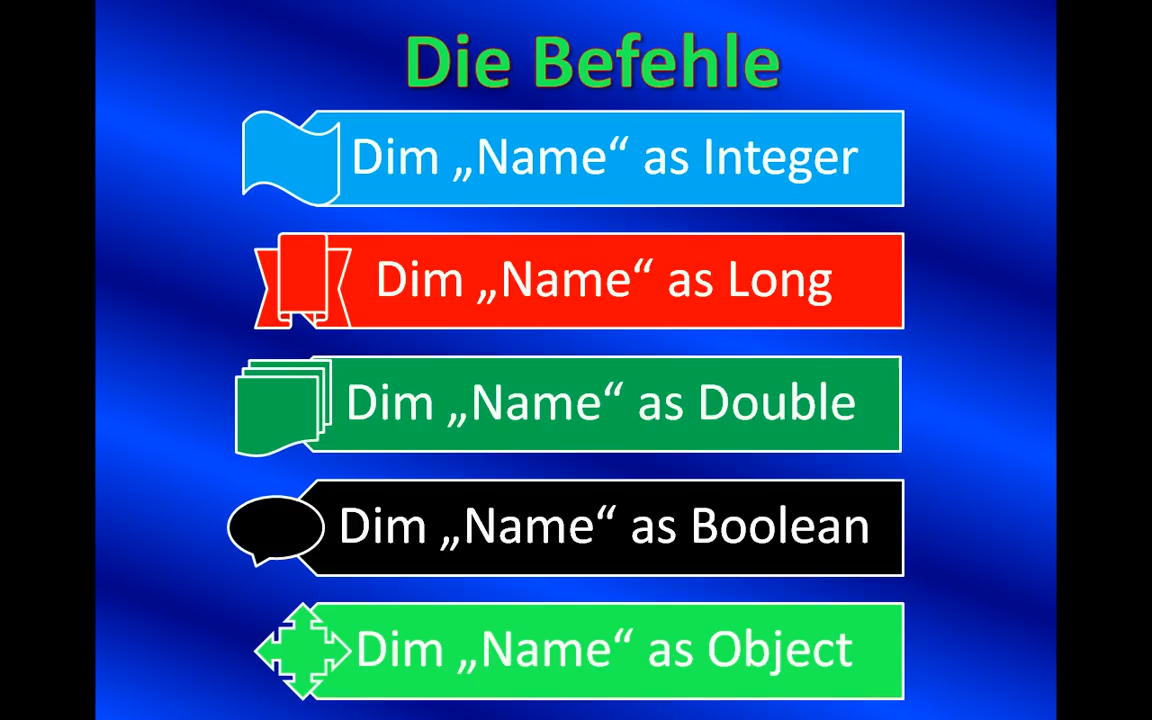 Die Befehle
Dim „Name“ as Integer
Dim „Name“ as Long
Dim „Name“ as Double
Dim „Name“ as Boolean
Dim „Name“ as Object